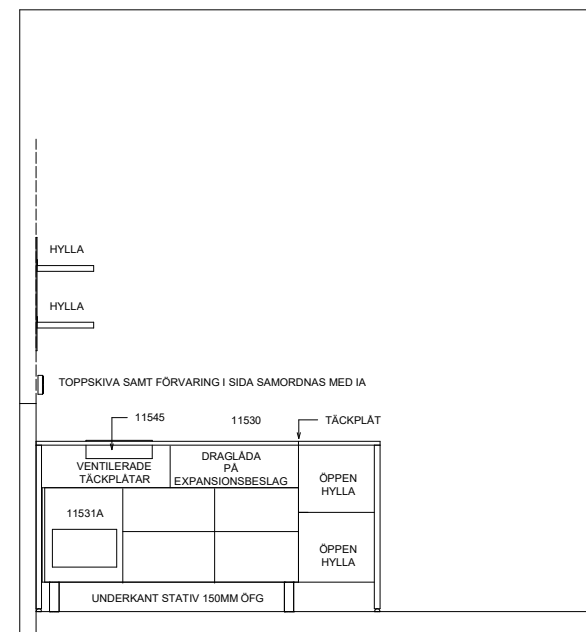 HYLLA
HYLLA
TOPPSKIVA SAMT FÖRVARING I SIDA SAMORDNAS MED IA
11545
11530
TÄCKPLÅT
VENTILERADE
TÄCKPLÅTAR
DRAGLÅDA
PÅ
EXPANSIONSBESLAG
ÖPPEN
HYLLA
11531A
ÖPPEN
HYLLA
UNDERKANT STATIV 150MM ÖFG